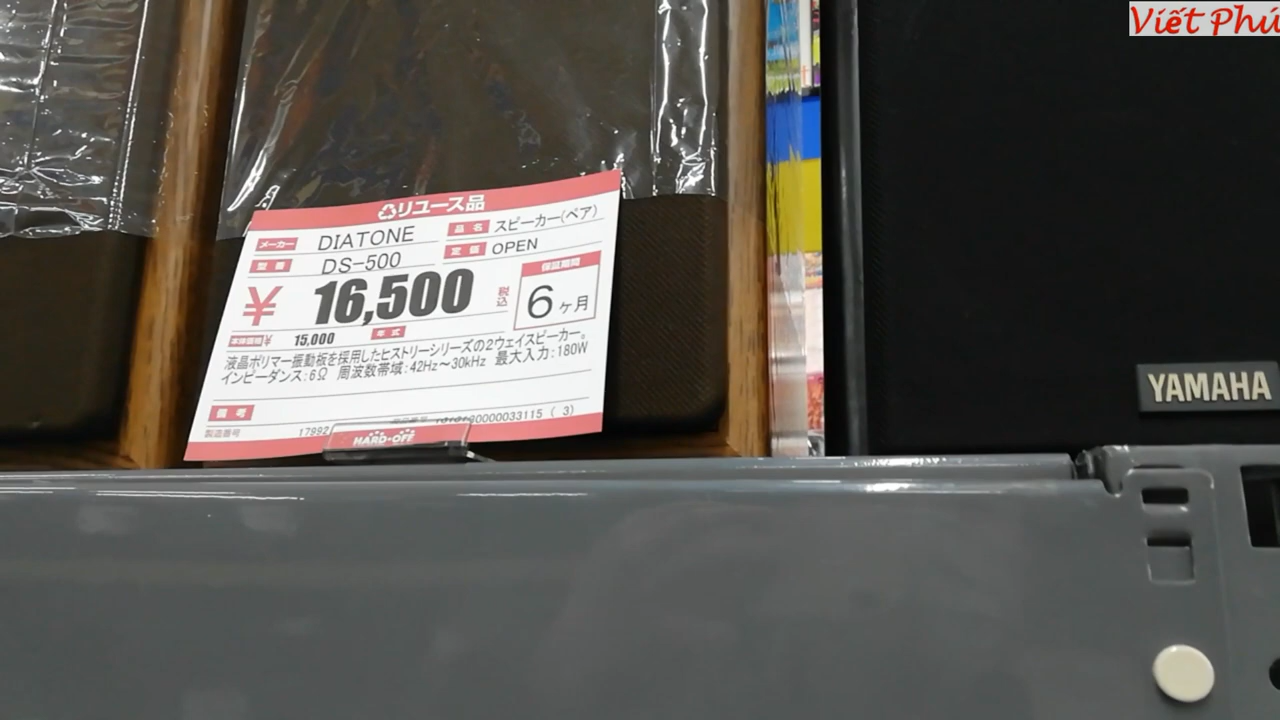 Viết Phú
リユース品
メーカー DIATONE 品名 スピーカー(ペア)
型番 DS-500 定価 OPEN
¥ 16,500 税込 保証期間 6ヶ月
本体価格 ¥ 15,000 年式
液晶ポリマー振動板を採用したヒストリーシリーズの2ウェイスピーカー。
インピーダンス:6Ω 周波数帯域:42Hz～30kHz 最大入力:180W
備考
製造番号 17992 0000033115 ( 3)
HARD-OFF
YAMAHA